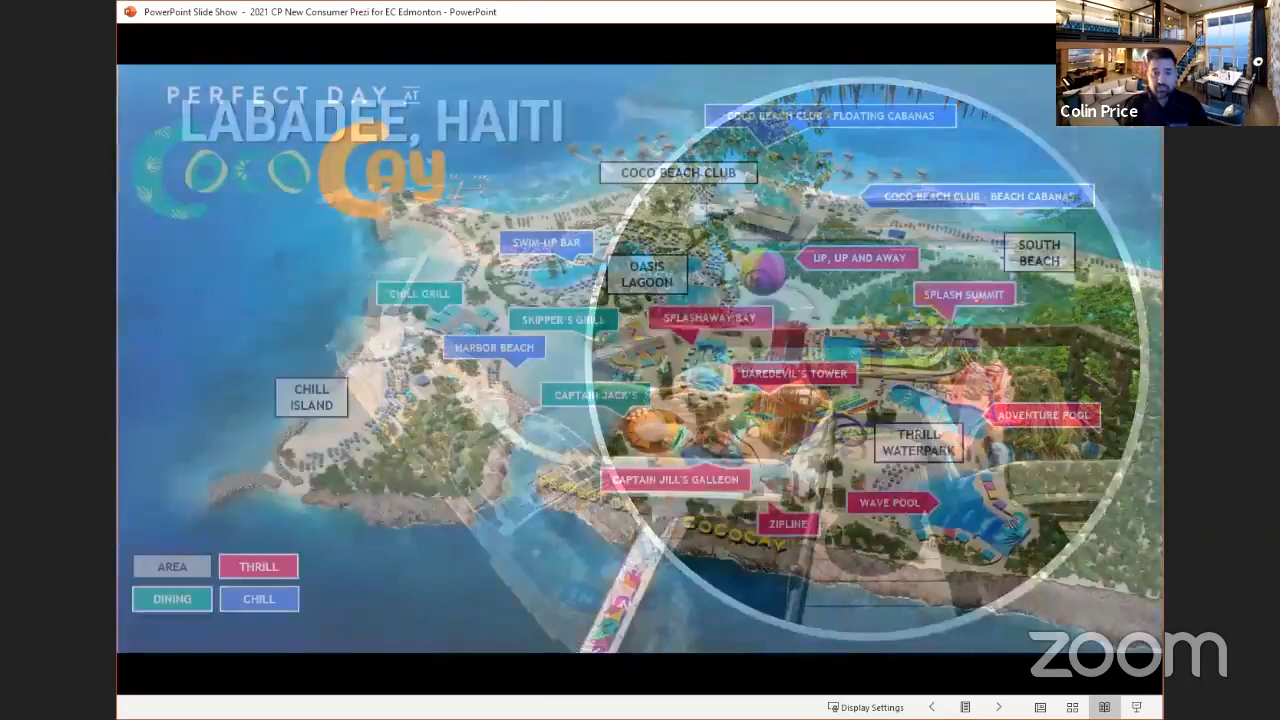 PowerPoint Slide Show - 2021 CP New Consumer Prezi for EC Edmonton - PowerPoint
Colin Price
PERFECT DAY AT
LABADEE, HAITI
CocoCay
COCO BEACH CLUB - FLOATING CABANAS
COCO BEACH CLUB
COCO BEACH CLUB - BEACH CABANAS
SWIM-UP BAR
UP, UP AND AWAY
SOUTH
BEACH
OASIS
LAGOON
CHILL GRILL
SPLASH SUMMIT
SKIPPER'S GRILL
SPLASHAWAY BAY
HARBOR BEACH
DAREDEVIL'S TOWER
CHILL
ISLAND
CAPTAIN JACK'S
ADVENTURE POOL
THRILL
WATERPARK
CAPTAIN JILL'S GALLEON
WAVE POOL
ZIPLINE
COCOCAY
AREA
THRILL
DINING
CHILL
zoom
Display Settings